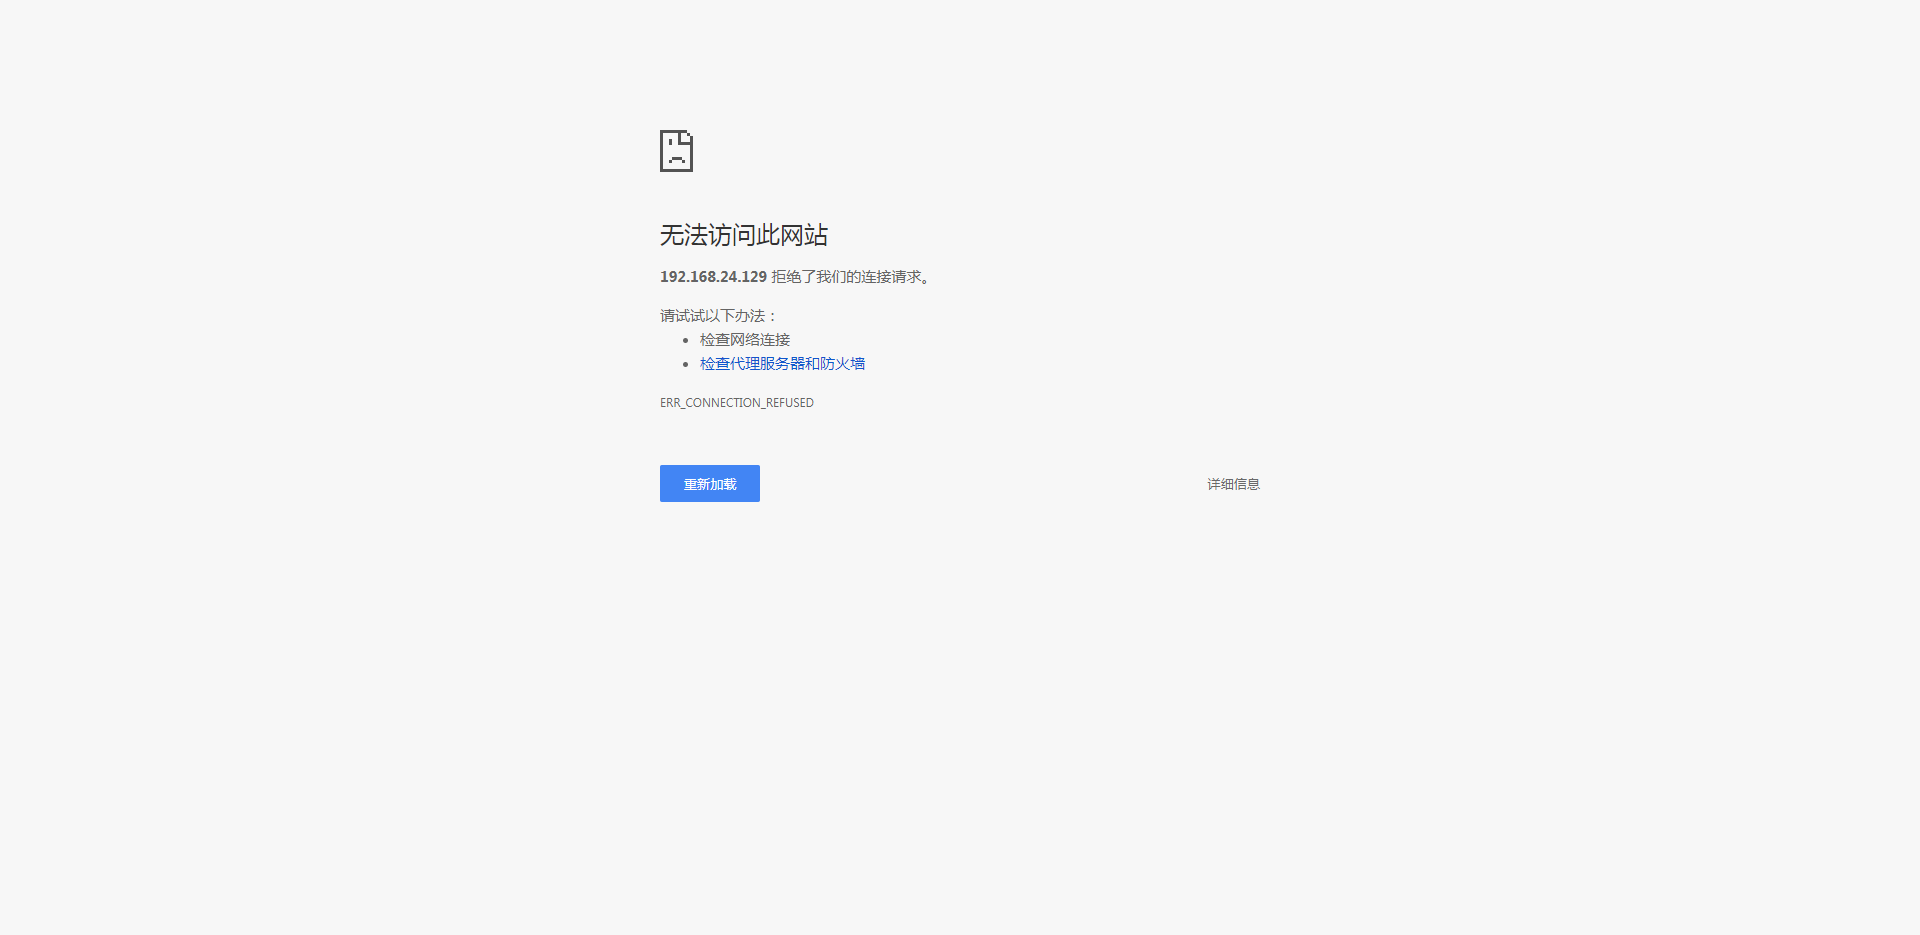 无法访问此网站
192.168.24.129 拒绝了我们的连接请求。
请试试以下办法：
检查网络连接
检查代理服务器和防火墙
ERR_CONNECTION_REFUSED
重新加载
详细信息